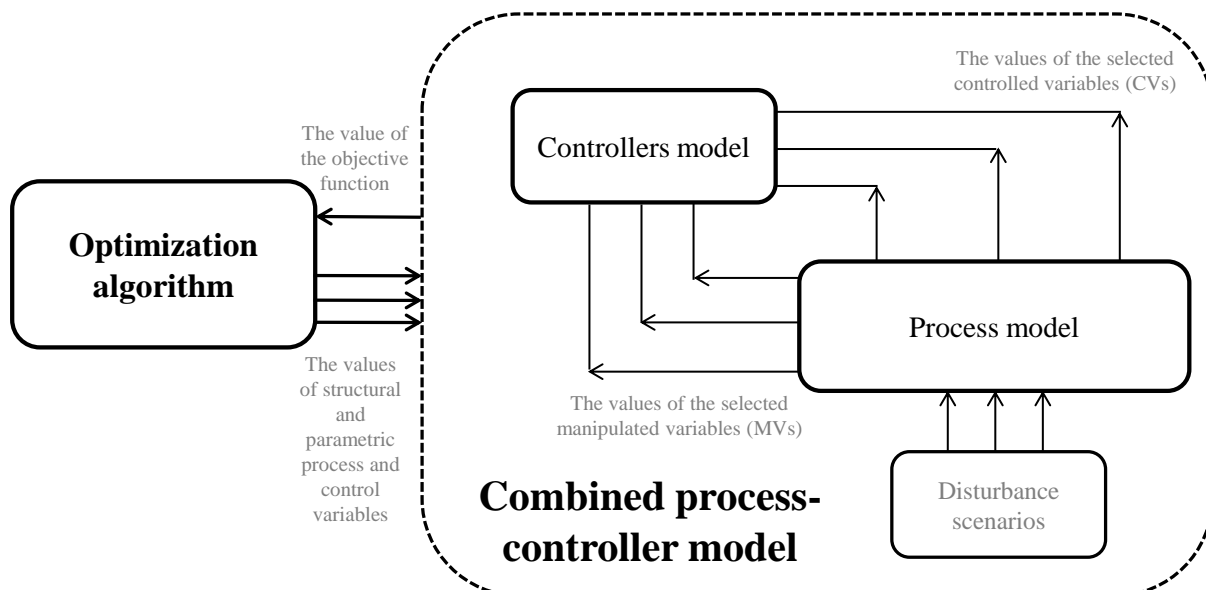 The values of the selected
controlled variables (CVs)
Controllers model
The value of
the objective
function
Optimization
algorithm
Process model
The values
of structural
and
parametric
process and
control
variables
The values of the selected
manipulated variables (MVs)
Combined process-
controller model
Disturbance
scenarios